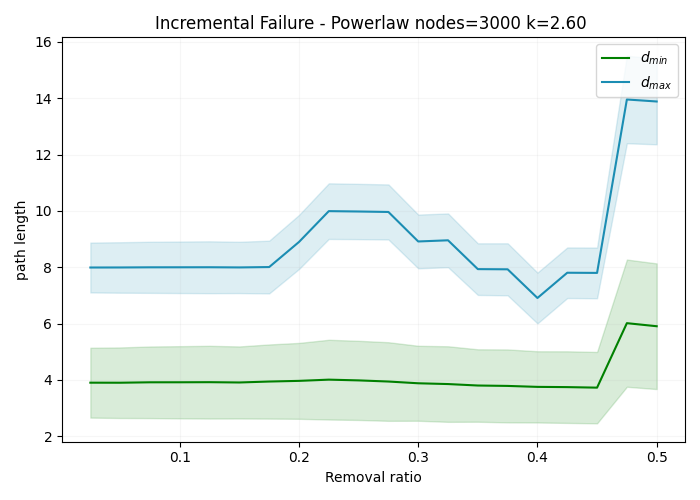 Incremental Failure - Powerlaw nodes=3000 k=2.60
path length
16
14
12
10
8
6
4
2
d_min
d_max
0.1 0.2 0.3 0.4 0.5
Removal ratio